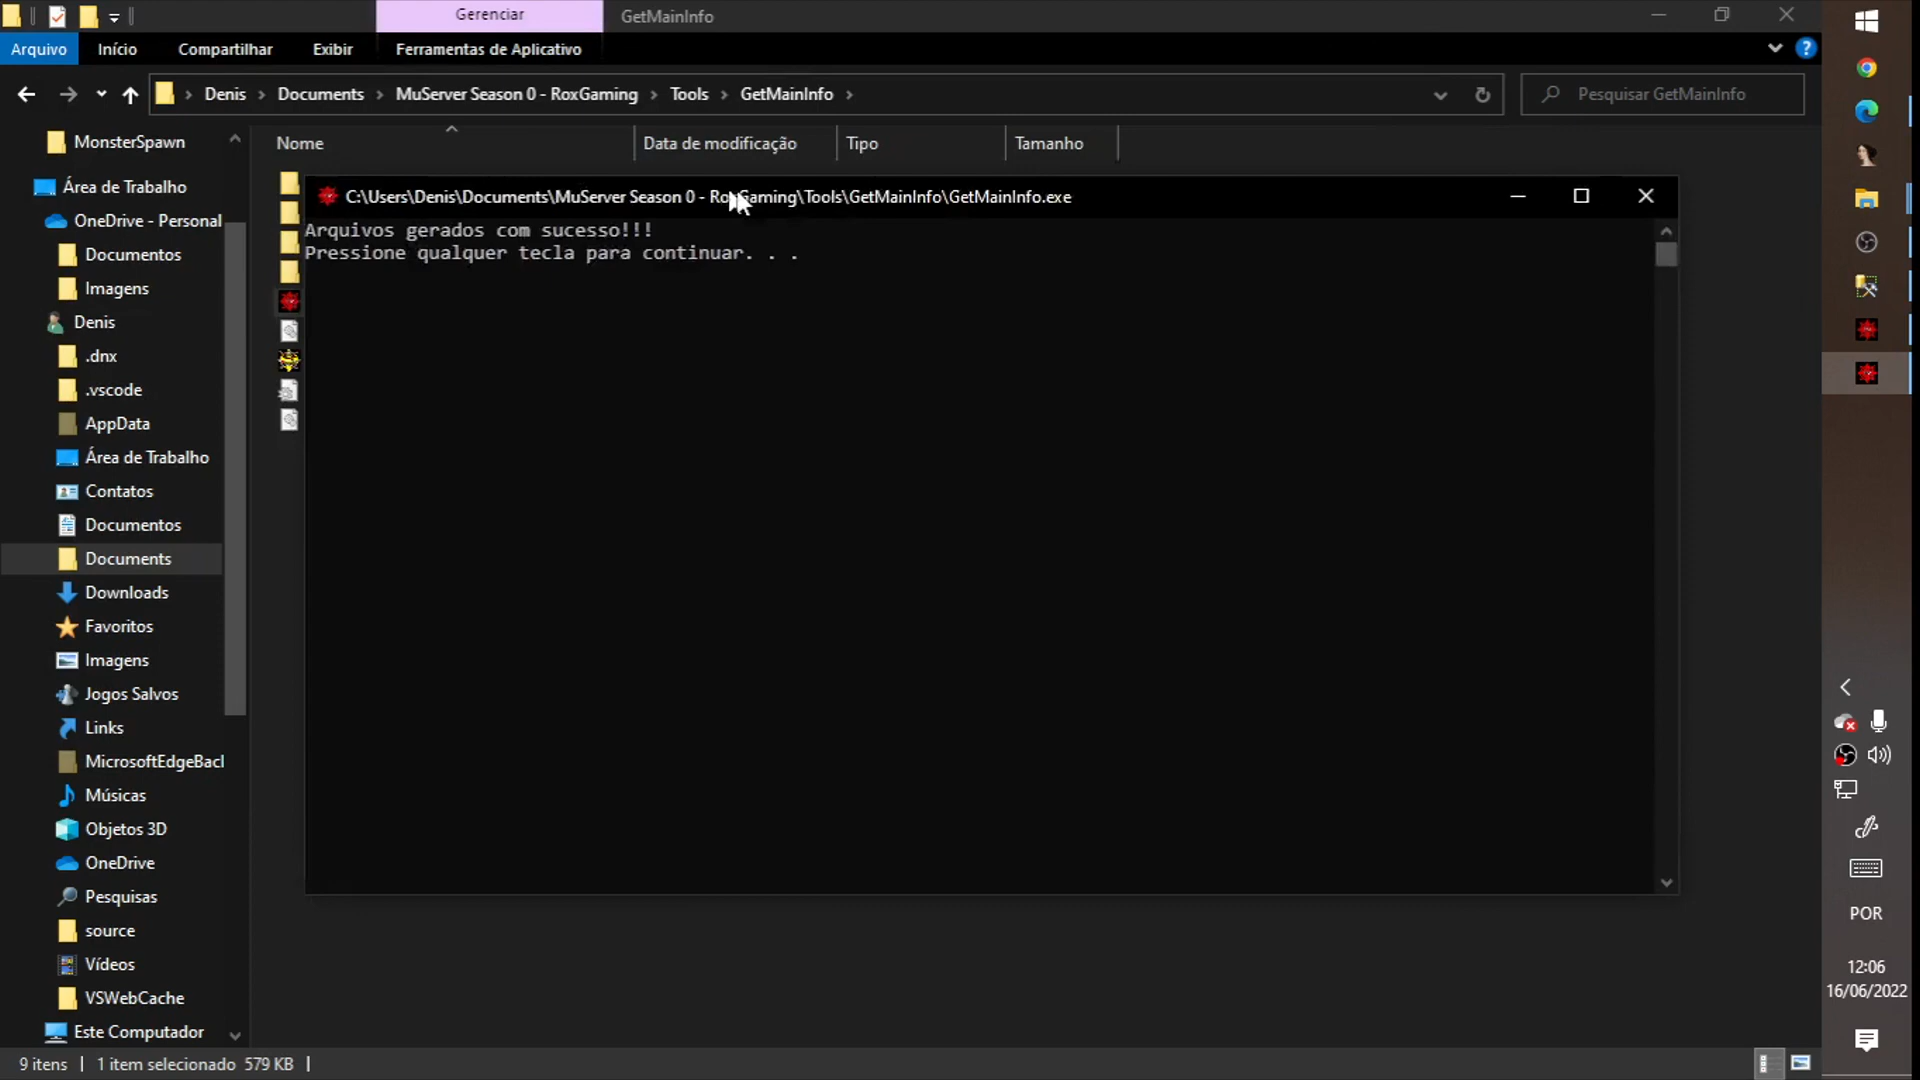 Gerenciar
GetMainInfo
Arquivo
Início
Compartilhar
Exibir
Ferramentas de Aplicativo
Denis
Documents
MuServer Season 0 - RoxGaming
Tools
GetMainInfo
Pesquisar GetMainInfo
Nome
Data de modificação
Tipo
Tamanho
MonsterSpawn
Área de Trabalho
OneDrive - Personal
Documentos
Imagens
Denis
.dnx
.vscode
AppData
Área de Trabalho
Contatos
Documentos
Documents
Downloads
Favoritos
Imagens
Jogos Salvos
Links
MicrosoftEdgeBacl
Músicas
Objetos 3D
OneDrive
Pesquisas
source
Vídeos
VSWebCache
Este Computador
C:\Users\Denis\Documents\MuServer Season 0 - RoxGaming\Tools\GetMainInfo\GetMainInfo.exe
Arquivos gerados com sucesso!!!
Pressione qualquer tecla para continuar. . .
POR
12:06
16/06/2022
9 itens
1 item selecionado 579 KB